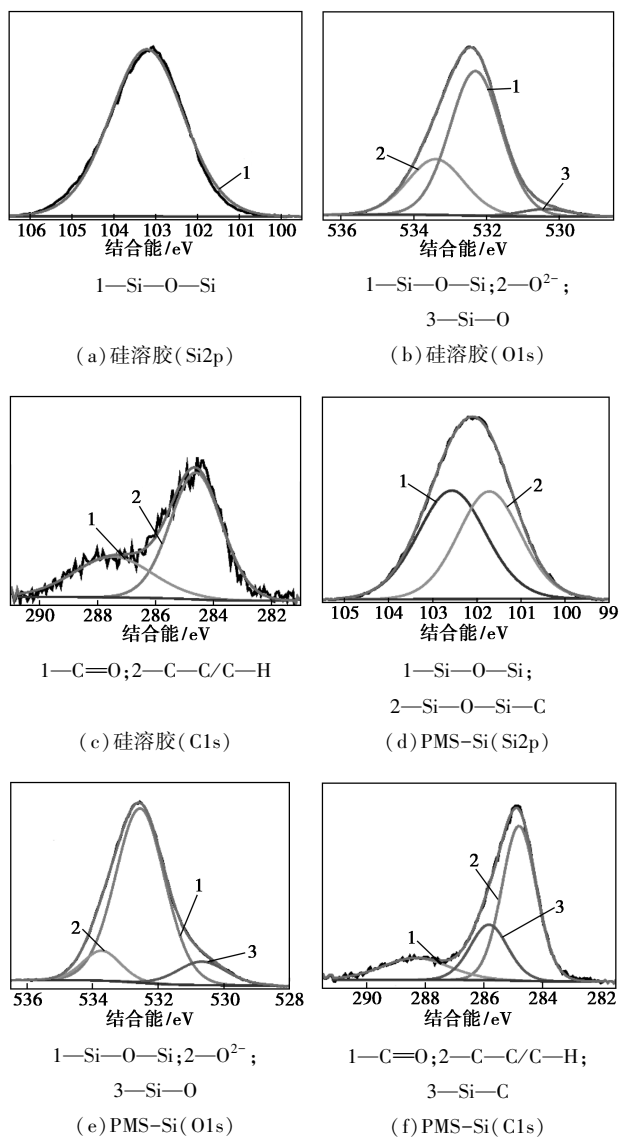 1
106 105 104 103 102 101 100
结合能/eV
1—Si—O—Si
(a)硅溶胶(Si2p)
1
2
3
536 534 532 530
结合能/eV
1—Si—O—Si;2—O²⁻;
3—Si—O
(b)硅溶胶(O1s)
1
2
290 288 286 284 282
结合能/eV
1—C═O;2—C—C/C—H
(c)硅溶胶(C1s)
1
2
105 104 103 102 101 100 99
结合能/eV
1—Si—O—Si;
2—Si—O—Si—C
(d)PMS-Si(Si2p)
1
2
3
536 534 532 530 528
结合能/eV
1—Si—O—Si;2—O²⁻;
3—Si—O
(e)PMS-Si(O1s)
2
3
1
290 288 286 284 282
结合能/eV
1—C═O;2—C—C/C—H;
3—Si—C
(f)PMS-Si(C1s)